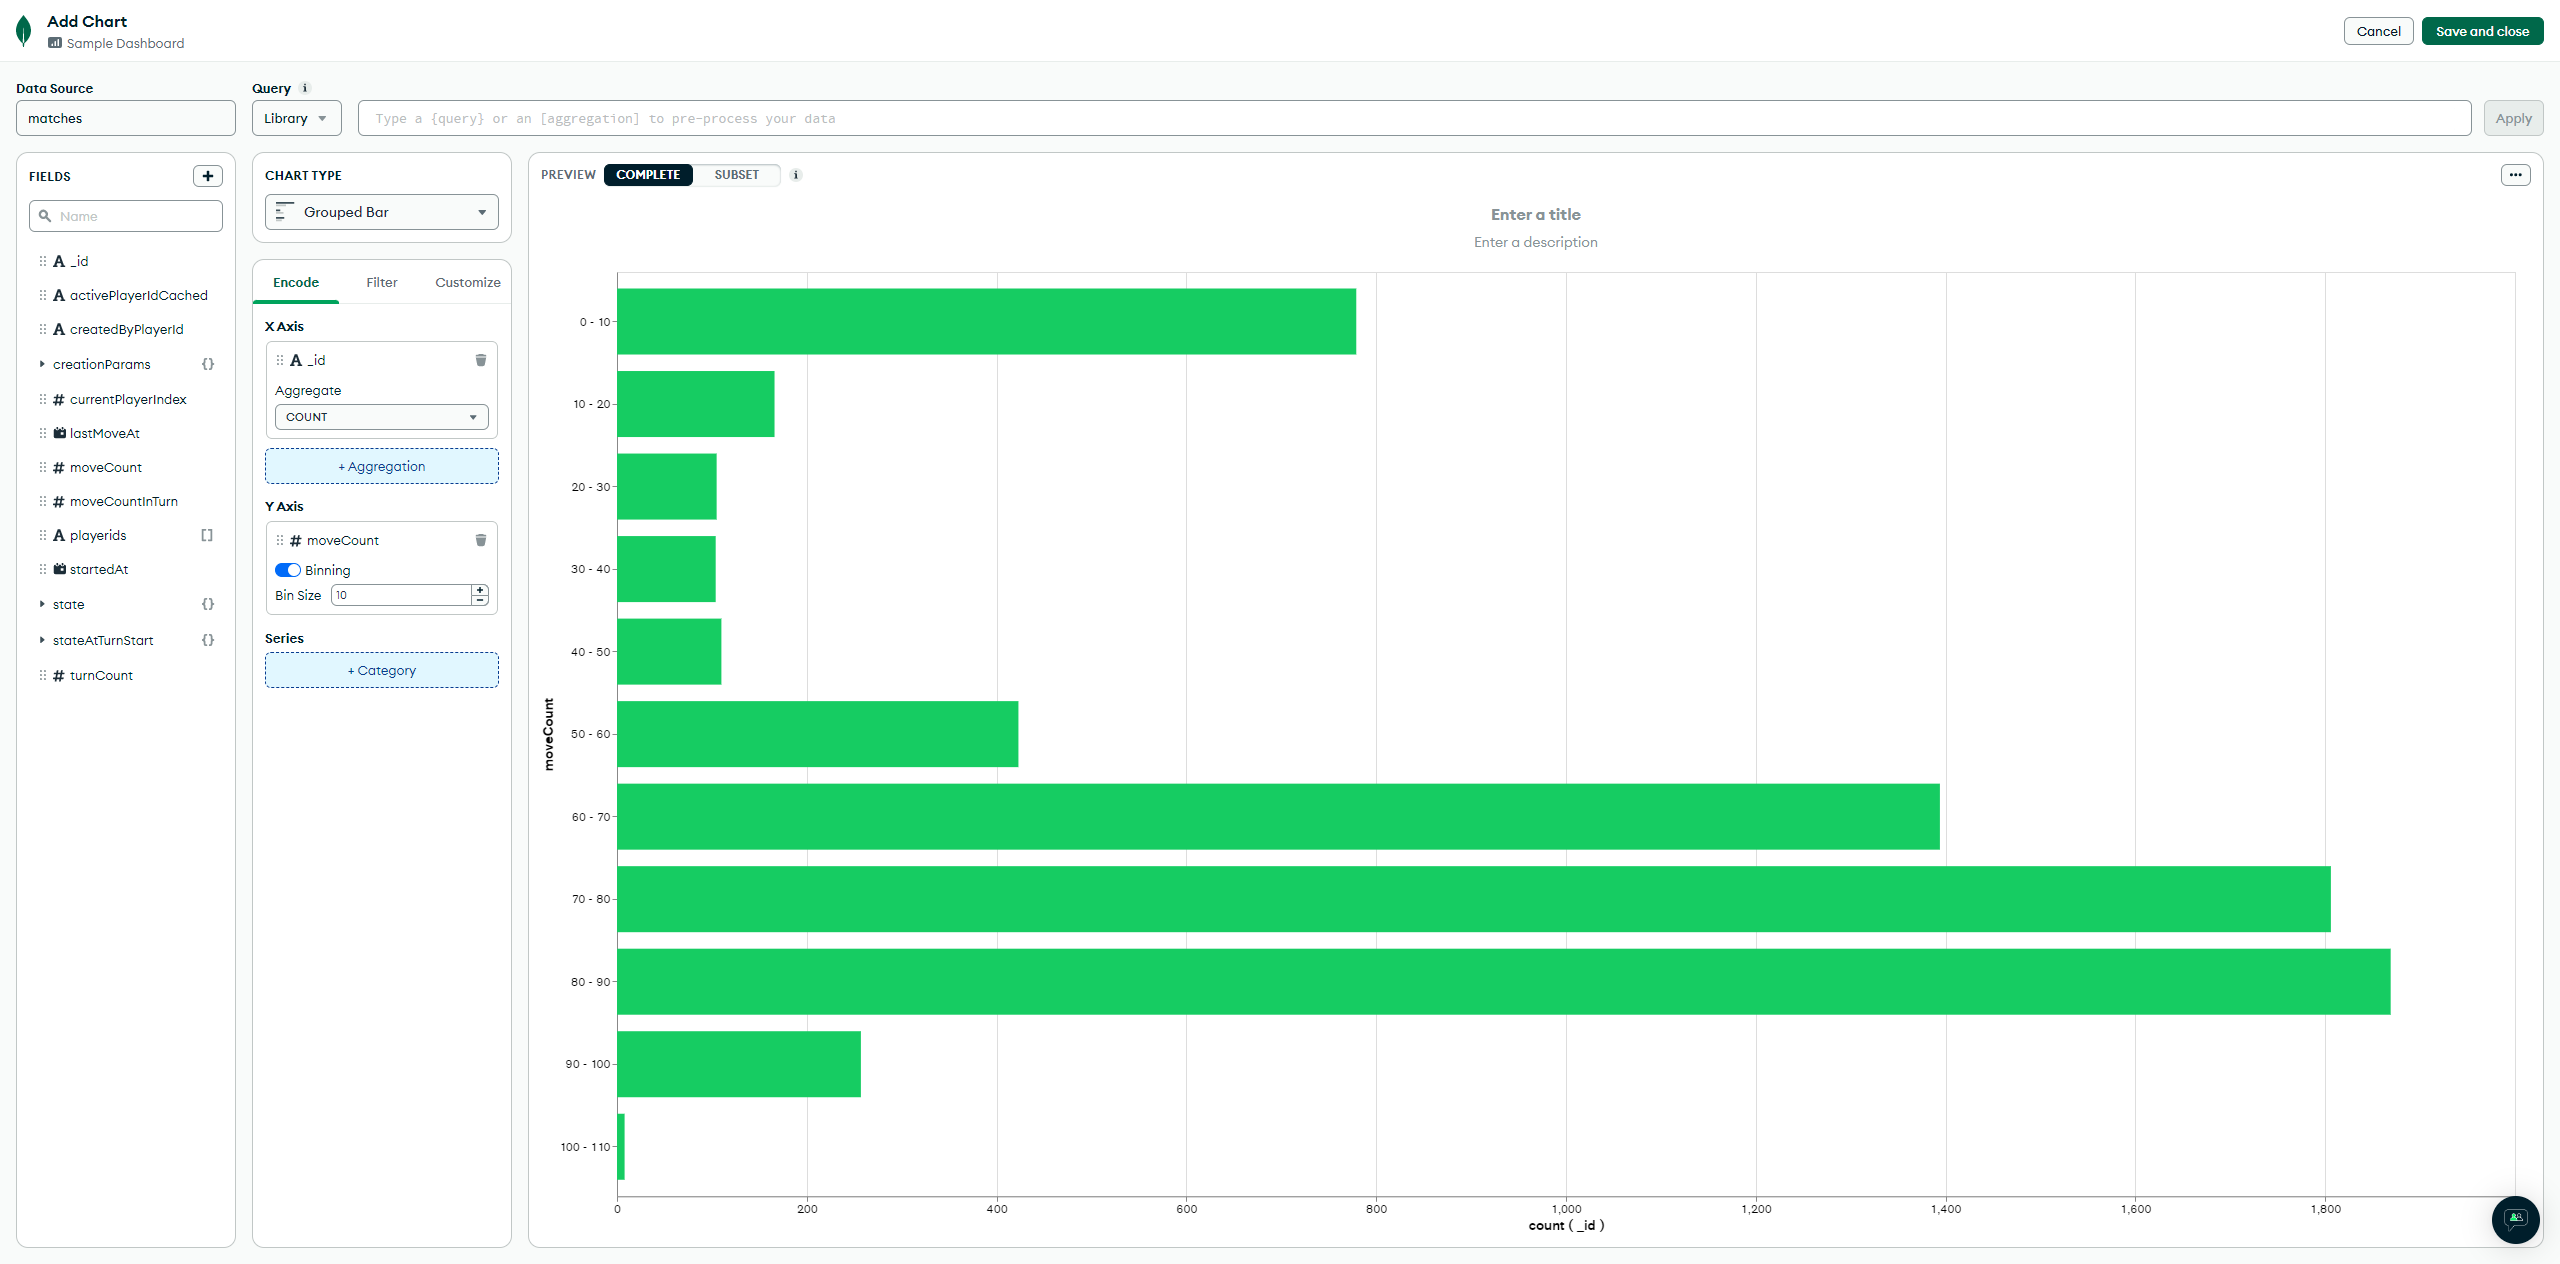 Add Chart
Sample Dashboard
Cancel
Save and close
Data Source
Query
matches
Library
Type a {query} or an [aggregation] to pre-process your data
Apply
FIELDS
Name
_id
activePlayerIdCached
createdByPlayerId
creationParams {}
currentPlayerIndex
lastMoveAt
moveCount
moveCountInTurn
playerids []
startedAt
state {}
stateAtTurnStart {}
turnCount
CHART TYPE
Grouped Bar
Encode
Filter
Customize
X Axis
_id
Aggregate
COUNT
+ Aggregation
Y Axis
moveCount
Binning
Bin Size 10
Series
+ Category
PREVIEW COMPLETE SUBSET
Enter a title
Enter a description
moveCount
0 - 10
10 - 20
20 - 30
30 - 40
40 - 50
50 - 60
60 - 70
70 - 80
80 - 90
90 - 100
100 - 110
0 200 400 600 800 1,000 1,200 1,400 1,600 1,800
count ( _id )